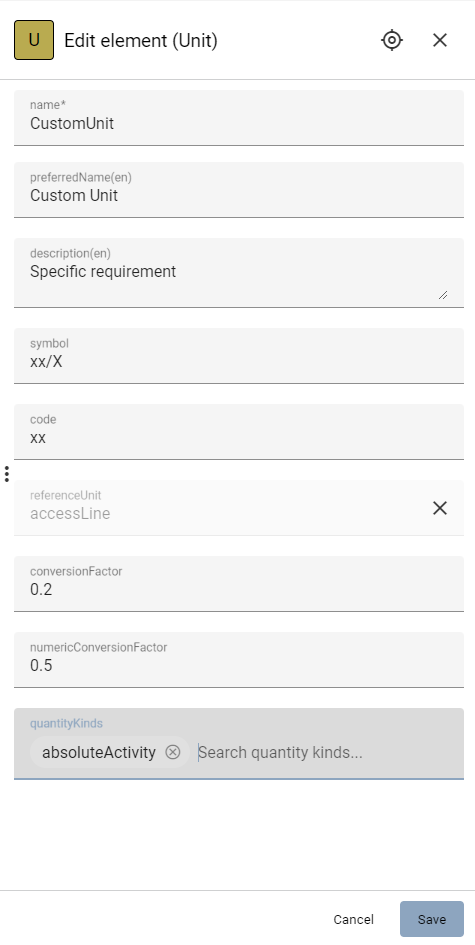 U Edit element (Unit)
name*
CustomUnit
preferredName(en)
Custom Unit
description(en)
Specific requirement
symbol
xx/X
code
xx
referenceUnit
accessLine
conversionFactor
0.2
numericConversionFactor
0.5
quantityKinds
absoluteActivity Search quantity kinds...
Cancel Save